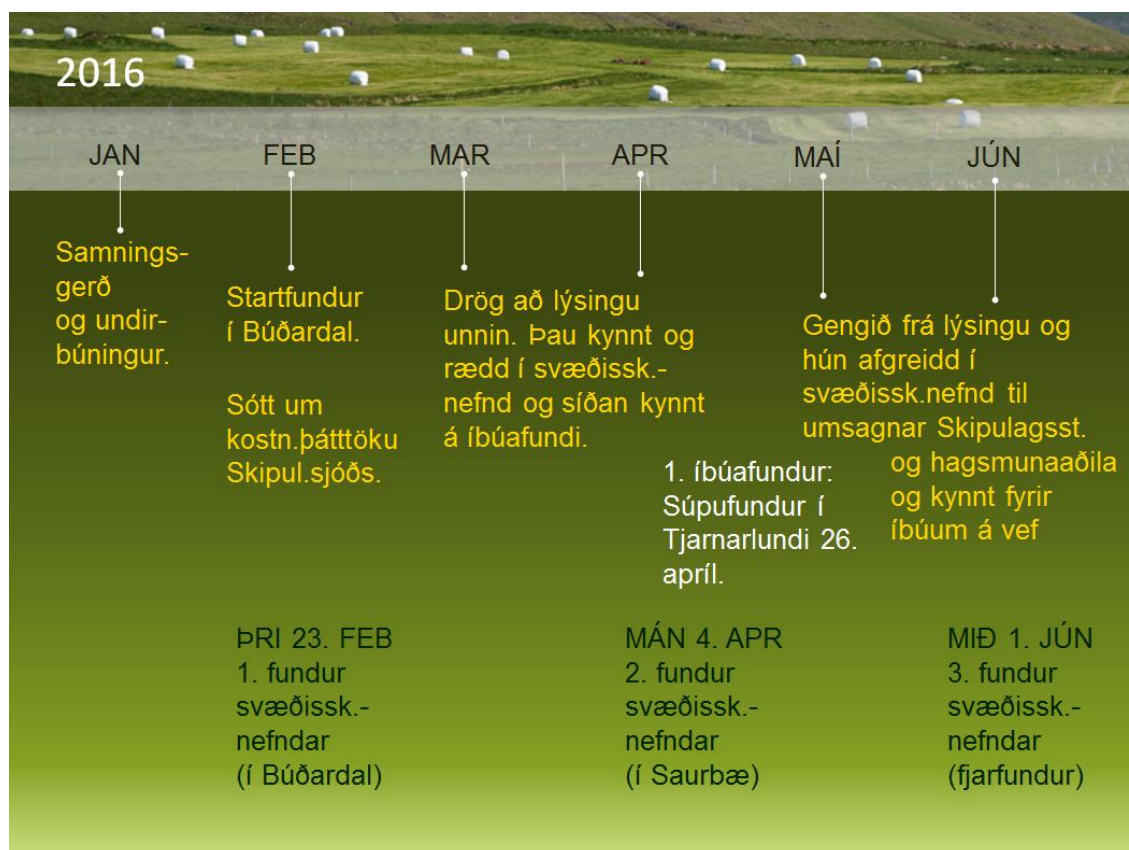 2016
JAN
FEB
MAR
APR
MAÍ
JÚN
Samnings-
gerð
og undir-
búningur.
Startfundur
í Búðardal.
Sótt um
kostn.þátttöku
Skipul.sjóðs.
Drög að lýsingu
unnin. Þau kynnt og
rædd í svæðissk.-
nefnd og síðan kynnt
á íbúafundi.
1. íbúafundur:
Súpufundur í
Tjarnarlundi 26.
apríl.
Gengið frá lýsingu og
hún afgreidd í
svæðissk.nefnd til
umsagnar Skipulagsst.
og hagsmunaaðila
og kynnt fyrir
íbúum á vef
ÞRI 23. FEB
1. fundur
svæðissk.-
nefndar
(í Búðardal)
MÁN 4. APR
2. fundur
svæðissk.-
nefndar
(í Saurbæ)
MIÐ 1. JÚN
3. fundur
svæðissk.-
nefndar
(fjarfundur)